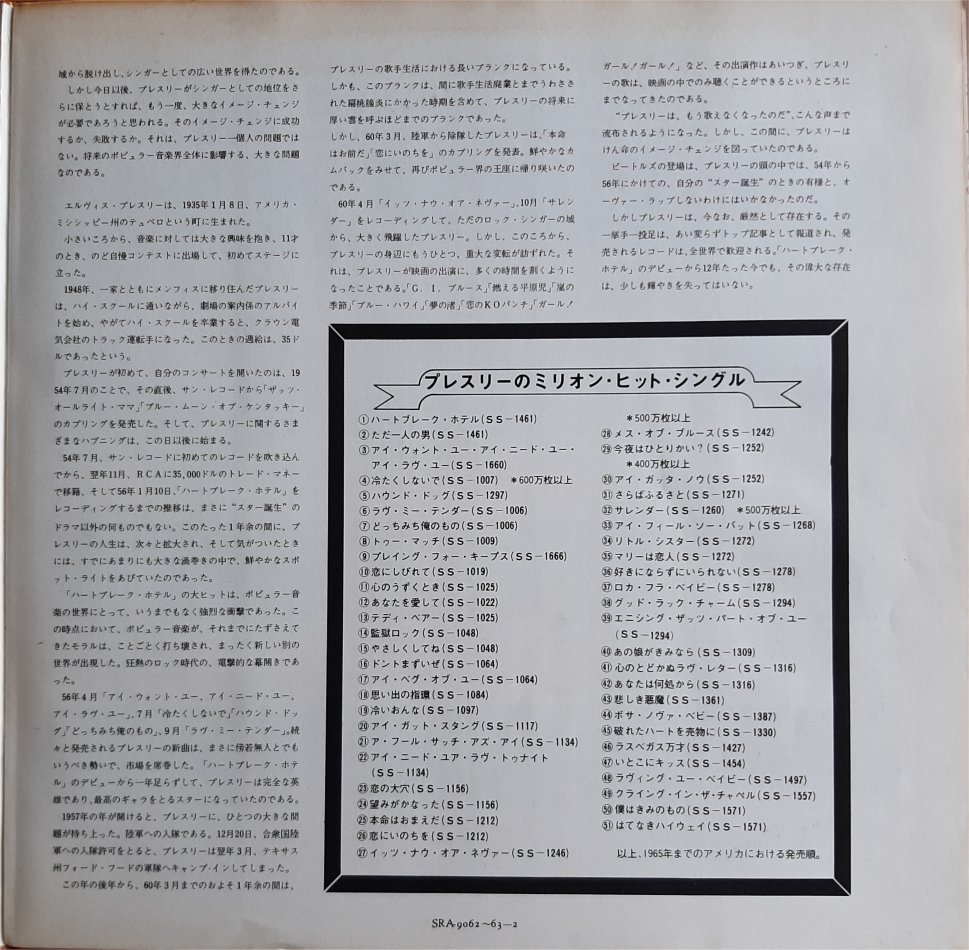 域から脱け出し、シンガーとしての広い世界を得たのである。
しかし今日以後、プレスリーがシンガーとしての地位をさ
らに保とうとすれば、もう一度、大きなイメージ・チェンジ
が必要であろうと思われる。そのイメージ・チェンジに成功
するか、失敗するか。それは、プレスリー一個人の問題では
ない。将来のポピュラー音楽界全体に影響する、大きな問題
なのである。
エルヴィス・プレスリーは、1935年1月8日、アメリカ・
ミシシッピー州のテュペロという町に生まれた。
小さいころから、音楽に対しては大きな興味を抱き、11才
のとき、のど自慢コンテストに出場して、初めてステージに
立った。
1948年、一家とともにメンフィスに移り住んだプレスリー
は、ハイ・スクールに通いながら、劇場の案内係のアルバイ
トを始め、やがてハイ・スクールを卒業すると、クラウン電
気会社のトラック運転手になった。このときの週給は、35ド
ルであったという。
プレスリーが初めて、自分のコンサートを開いたのは、19
54年7月のことで、その直後、サン・レコードから「ザッツ・
オールライト・ママ」「ブルー・ムーン・オブ・ケンタッキー」
のカプリングを発売した。そして、プレスリーに関するさま
ざまなハプニングは、この日以後に始まる。
54年7月、サン・レコードに初めてのレコードを吹き込ん
でから、翌年11月、RCAに35,000ドルのトレード・マネー
で移籍、そして56年1月10日、「ハートブレーク・ホテル」を
レコーディングするまでの推移は、まさに“スター誕生”の
ドラマ以外の何ものでもない。このたった1年余の間に、プ
レスリーの人生は、次々と拡大され、そして気がついたとき
には、すでにあまりにも大きな渦巻きの中で、鮮やかなスポ
ット・ライトをあびていたのであった。
「ハートブレーク・ホテル」の大ヒットは、ポピュラー音
楽の世界にとって、いうまでもなく強烈な衝撃であった。こ
の時点において、ポピュラー音楽が、それまでにたずさえて
きたモラルは、ことごとく打ち壊され、まったく新しい別の
世界が出現した。狂熱のロック時代の、電撃的な幕開きであ
った。
56年4月「アイ・ウォント・ユー、アイ・ニード・ユー、
アイ・ラヴ・ユー」、7月「冷たくしないで」「ハウンド・ドッ
グ」「どっちみち俺のもの」、9月「ラヴ・ミー・テンダー」。続
々と発売されるプレスリーの新曲は、まさに傍若無人とでも
いうべき勢いで、市場を席巻した。「ハートブレーク・ホテ
ル」のデビューから一年足らずして、プレスリーは完全な英
雄であり、最高のギャラをとるスターになっていたのである。
1957年の年が開けると、プレスリーに、ひとつの大きな問
題が持ち上った。陸軍への入隊である。12月20日、合衆国陸
軍への入隊許可をとると、プレスリーは翌年3月、テキサス
州フォード・フードの軍隊へキャンプ・インしてしまった。
この年の後年から、60年3月までのおよそ1年余の間は、
プレスリーの歌手生活における長いブランクになっている。
しかも、このブランクは、間に歌手生活廃業とまでうわささ
れた扁桃腺炎にかかった時期を含めて、プレスリーの将来に
厚い雲を呼ぶほどまでのブランクであった。
しかし、60年3月、陸軍から除隊したプレスリーは、「本命
はお前だ」「恋にいのちを」のカプリングを発表。鮮やかなカ
ムバックをみせて、再びポピュラー界の王座に帰り咲いたの
である。
60年4月「イッツ・ナウ・オア・ネヴァー」、10月「サレン
ダー」をレコーディングして、ただのロック・シンガーの域
から、大きく飛躍したプレスリー。しかし、このころから、
プレスリーの身辺にもうひとつ、重大な変転が訪ずれた。そ
れは、プレスリーが映画の出演に、多くの時間を割くように
なったことである。「G.I.ブルース」「燃える平原児」「嵐の
季節」「ブルー・ハワイ」「夢の渚」「恋のKOパンチ」「ガール!
ガール!ガール!」など、その出演作はあいつぎ、プレスリ
ーの歌は、映画の中でのみ聴くことができるというところに
までなってきたのである。
“プレスリーは、もう歌えなくなったのだ”、こんな声まで
流布されるようになった。しかし、この間に、プレスリーは
けん命のイメージ・チェンジを図っていたのである。
ビートルズの登場は、プレスリーの頭の中では、54年から
56年にかけての、自分の“スター誕生”のときの有様と、オ
ーヴァー・ラップしないわけにはいかなかったのだ。
しかしプレスリーは、今なお、厳然として存在する。その
一挙手一投足は、あい変らずトップ記事として報道され、発
売されるレコードは、全世界で歓迎される。「ハートブレーク・
ホテル」のデビューから12年たった今でも、その偉大な存在
は、少しも輝やきを失ってはいない。
プレスリーのミリオン・ヒット・シングル
①ハートブレーク・ホテル(SS-1461)
②ただ一人の男(SS-1461)
③アイ・ウォント・ユー・アイ・ニード・ユー・
アイ・ラヴ・ユー(SS-1660)
④冷たくしないで(SS-1007) *600万枚以上
⑤ハウンド・ドッグ(SS-1297)
⑥ラヴ・ミー・テンダー(SS-1006)
⑦どっちみち俺のもの(SS-1006)
⑧トゥー・マッチ(SS-1009)
⑨プレイング・フォー・キープス(SS-1666)
⑩恋にしびれて(SS-1019)
⑪心のうずくとき(SS-1025)
⑫あなたを愛して(SS-1022)
⑬テディ・ベアー(SS-1025)
⑭監獄ロック(SS-1048)
⑮やさしくしてね(SS-1048)
⑯ドントまずいぜ(SS-1064)
⑰アイ・ベグ・オブ・ユー(SS-1064)
⑱思い出の指環(SS-1084)
⑲冷いおんな(SS-1097)
⑳アイ・ガット・スタング(SS-1117)
㉑ア・フール・サッチ・アズ・アイ(SS-1134)
㉒アイ・ニード・ユア・ラヴ・トゥナイト
(SS-1134)
㉓恋の大穴(SS-1156)
㉔望みがかなった(SS-1156)
㉕本命はおまえだ(SS-1212)
㉖恋にいのちを(SS-1212)
㉗イッツ・ナウ・オア・ネヴァー(SS-1246)
*500万枚以上
㉘メス・オブ・ブルース(SS-1242)
㉙今夜はひとりかい?(SS-1252)
*400万枚以上
㉚アイ・ガッタ・ノウ(SS-1252)
㉛さらばふるさと(SS-1271)
㉜サレンダー(SS-1260) *500万枚以上
㉝アイ・フィール・ソー・バット(SS-1268)
㉞リトル・シスター(SS-1272)
㉟マリーは恋人(SS-1272)
㊱好きにならずにいられない(SS-1278)
㊲ロカ・フラ・ベイビー(SS-1278)
㊳グッド・ラック・チャーム(SS-1294)
㊴エニシング・ザッツ・パート・オブ・ユー
(SS-1294)
㊵あの娘がきみなら(SS-1309)
㊶心のとどかぬラヴ・レター(SS-1316)
㊷あなたは何処から(SS-1316)
㊸悲しき悪魔(SS-1361)
㊹ボサ・ノヴァ・ベビー(SS-1387)
㊺破れたハートを売物に(SS-1330)
㊻ラスベガス万才(SS-1427)
㊼いとこにキッス(SS-1454)
㊽ラヴィング・ユー・ベイビー(SS-1497)
㊾クライング・イン・ザ・チャペル(SS-1557)
㊿僕はきみのもの(SS-1571)
51はてなきハイウェイ(SS-1571)
以上、1965年までのアメリカにおける発売順。
SRA-9062~63-2